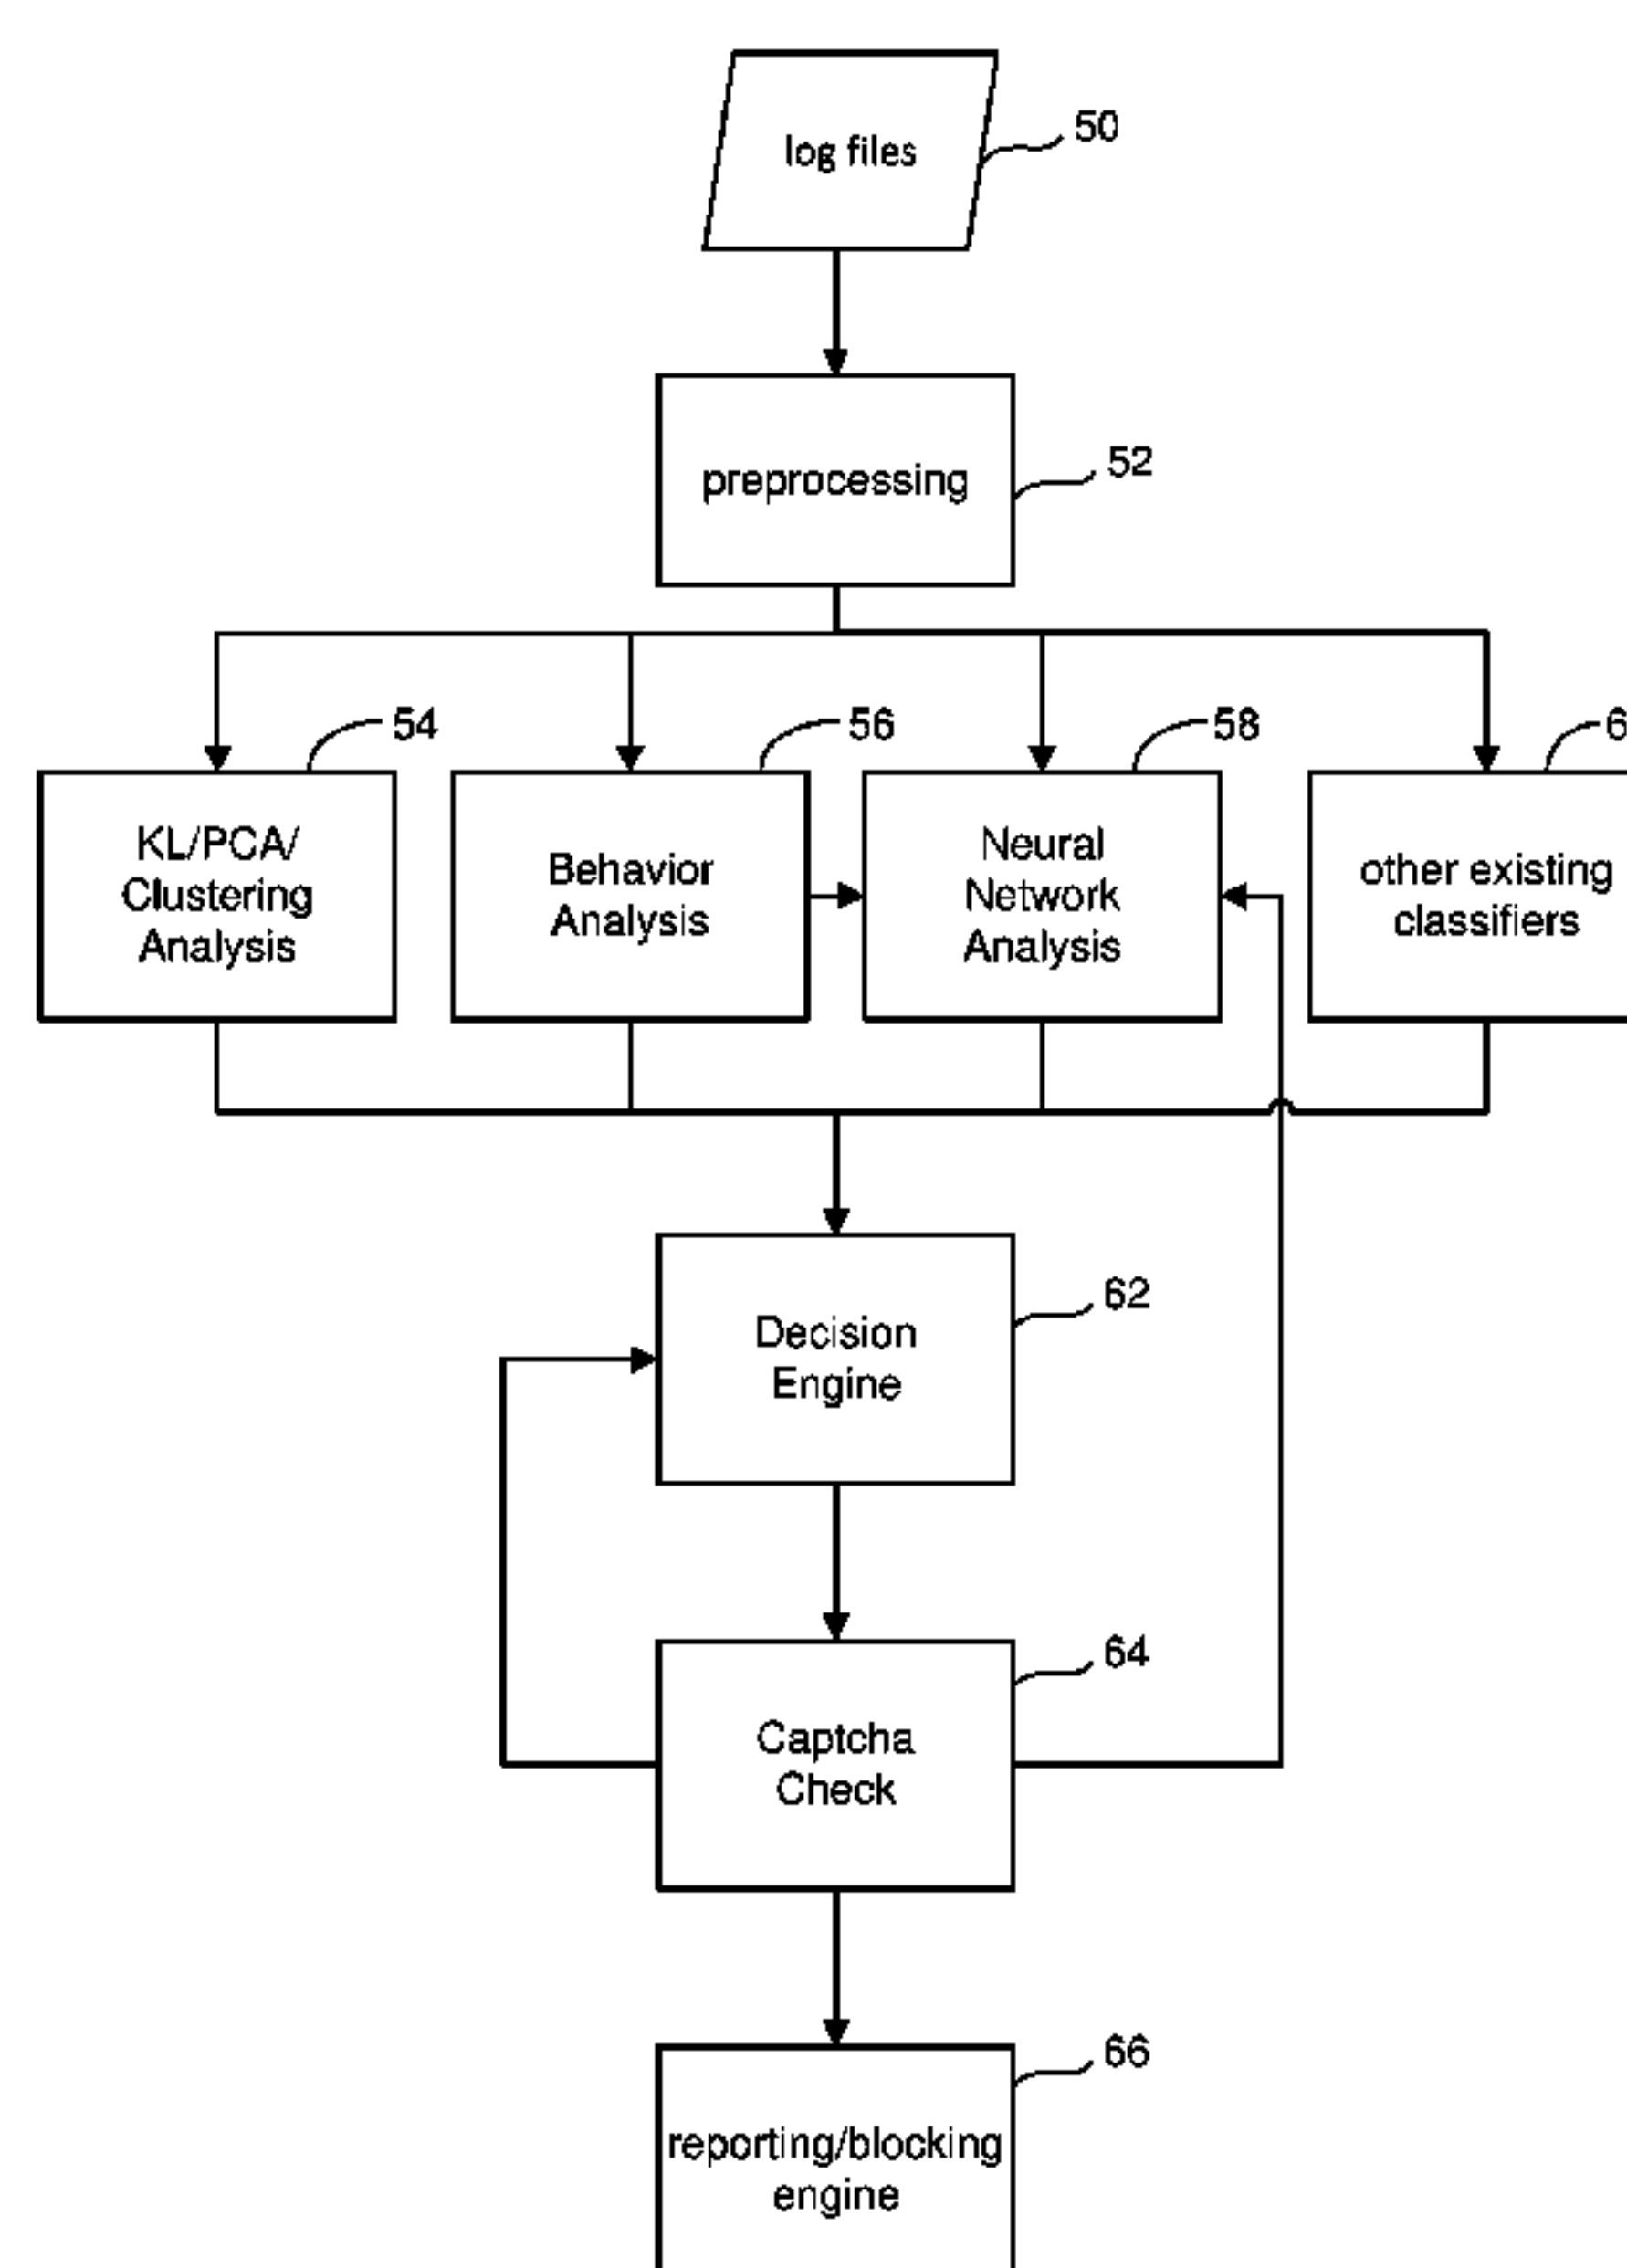 log files
50
preprocessing
52
54
56
58
6
KL/PCA/
Clustering
Analysis
Behavior
Analysis
Neural
Network
Analysis
other existing
classifiers
Decision
Engine
62
Captcha
Check
64
reporting/blocking
engine
66